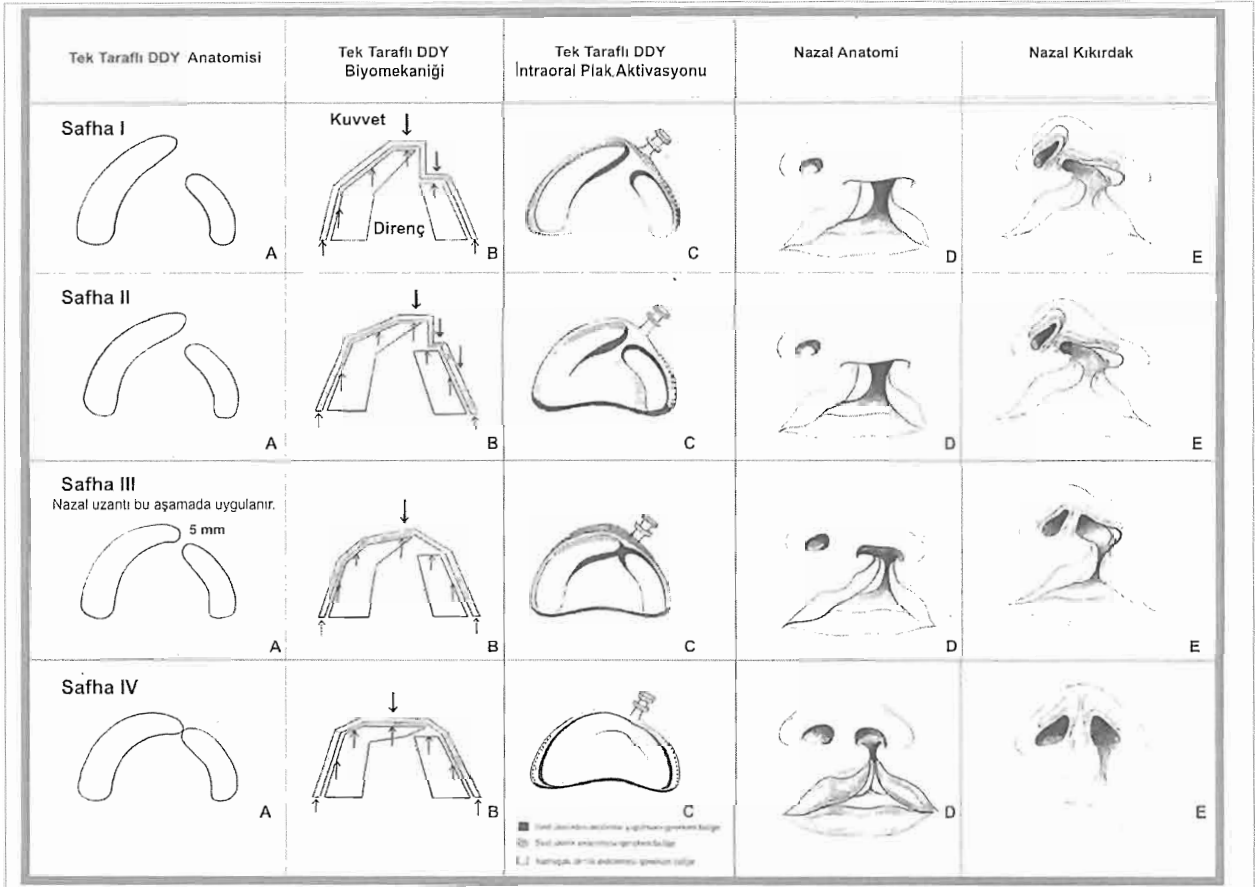 Tek Taraflı DDY Anatomisi
Tek Taraflı DDY
Biyomekaniği
Tek Taraflı DDY
İntraoral Plak Aktivasyonu
Nazal Anatomi
Nazal Kıkırdak
Safha I
A
Kuvvet
Direnç
B
C
D
E
Safha II
A
B
C
D
E
Safha III
Nazal uzantı bu aşamada uygulanır.
5 mm
A
B
C
D
E
Safha IV
A
B
C
D
E